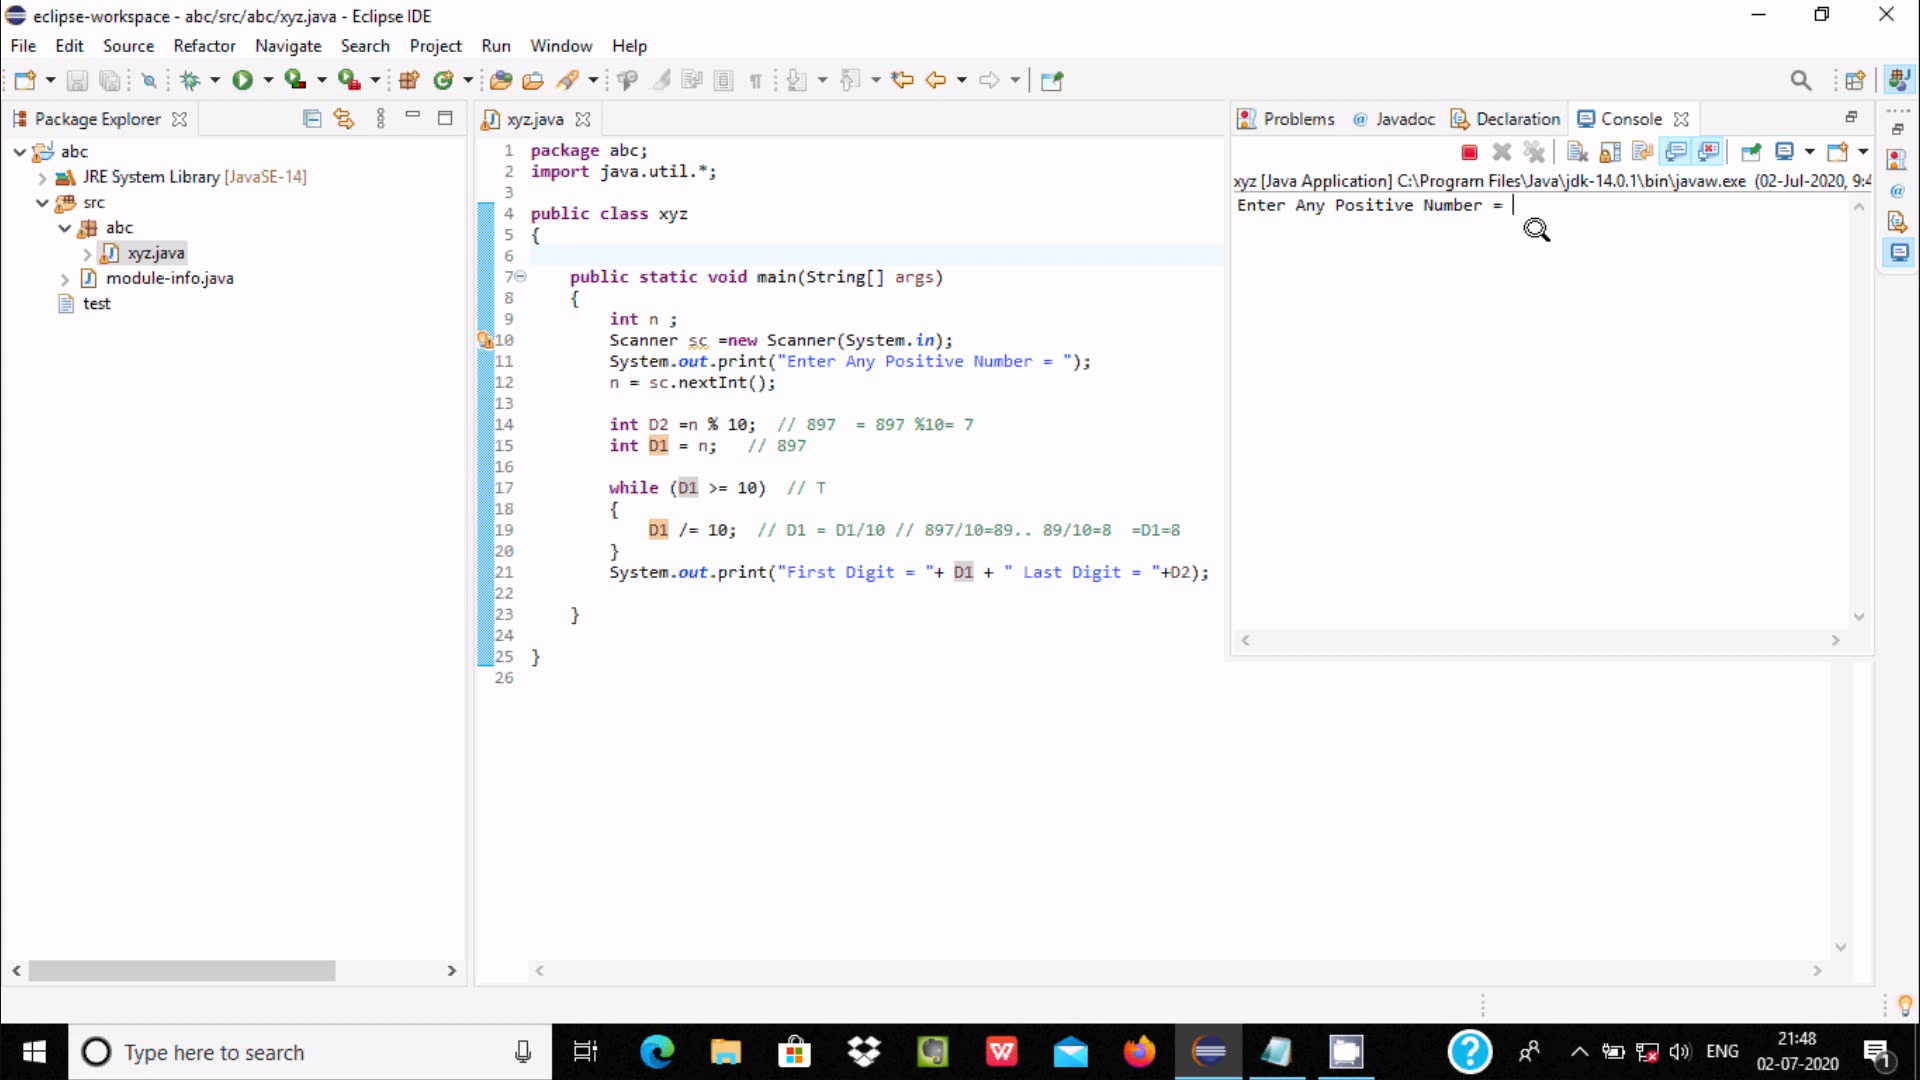 eclipse-workspace - abc/src/abc/xyz.java - Eclipse IDE
File Edit Source Refactor Navigate Search Project Run Window Help
Package Explorer
abc
JRE System Library [JavaSE-14]
src
abc
xyz.java
module-info.java
test
xyz.java
1 package abc;
2 import java.util.*;
3
4 public class xyz
5 {
6
7 public static void main(String[] args)
8 {
9 int n ;
10 Scanner sc =new Scanner(System.in);
11 System.out.print("Enter Any Positive Number = ");
12 n = sc.nextInt();
13
14 int D2 =n % 10; // 897 = 897 %10= 7
15 int D1 = n; // 897
16
17 while (D1 >= 10) // T
18 {
19 D1 /= 10; // D1 = D1/10 // 897/10=89.. 89/10=8 =D1=8
20 }
21 System.out.print("First Digit = "+ D1 + " Last Digit = "+D2);
22
23 }
24
25 }
26
Problems @ Javadoc Declaration Console
xyz [Java Application] C:\Program Files\Java\jdk-14.0.1\bin\javaw.exe (02-Jul-2020, 9:4
Enter Any Positive Number =
Type here to search
ENG
21:48
02-07-2020
1